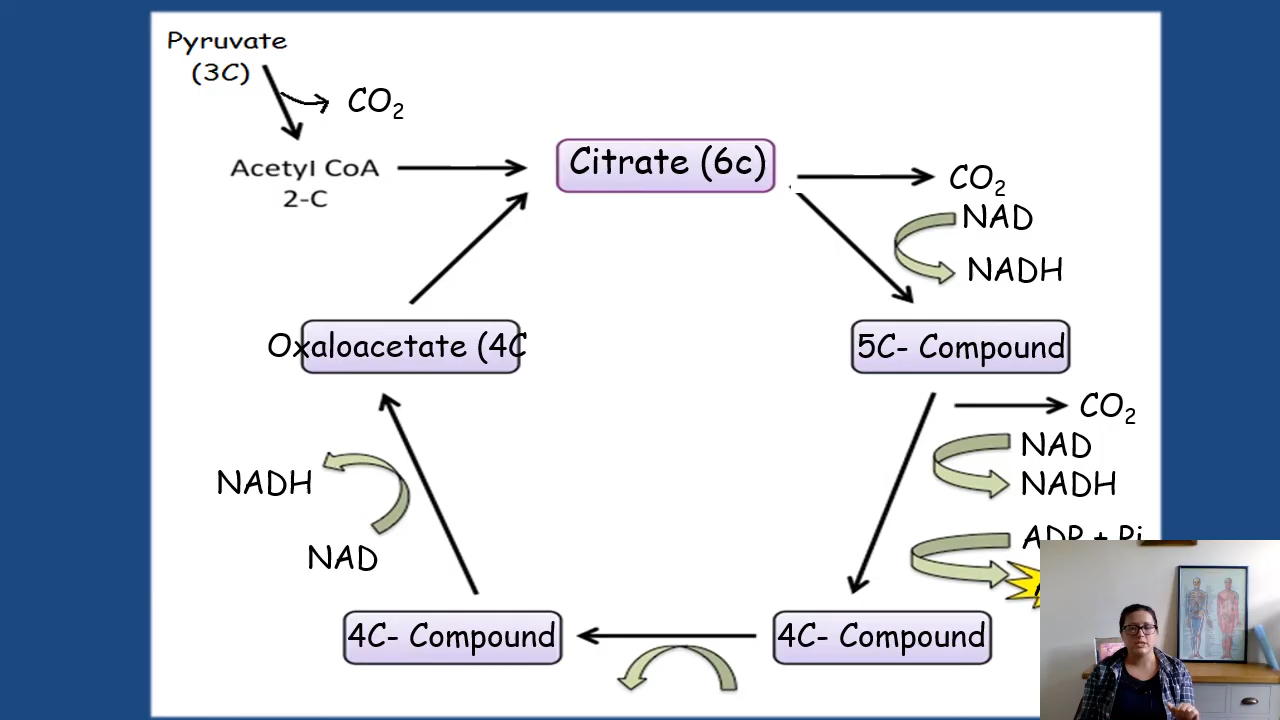 Pyruvate
(3C)
CO2
Acetyl CoA
2-C
Citrate (6c)
CO2
NAD
NADH
Oxaloacetate (4C
5C- Compound
CO2
NAD
NADH
NADH
NAD
ADP + Pi
4C- Compound
4C- Compound